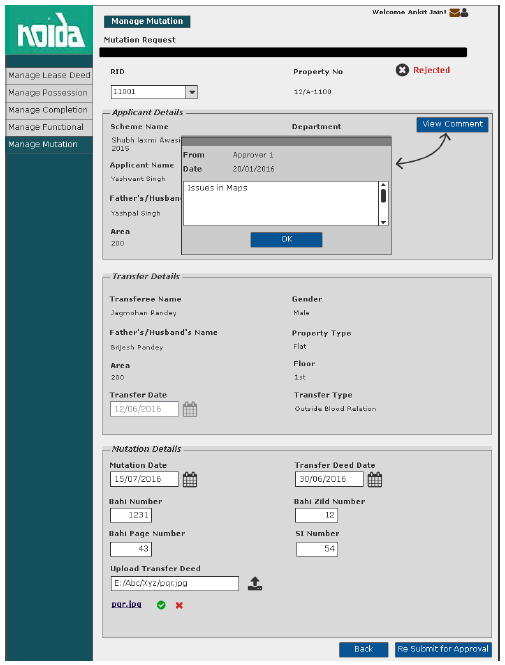 Welcome Ankit Jain!
noida
Manage Mutation
Mutation Request
Manage Lease Deed
Manage Possession
Manage Completion
Manage Functional
Manage Mutation
RID
Property No
Rejected
11001
12/A-1100
Applicant Details
Scheme Name
Department
View Comment
Shubh laxmi Awasi
2016
From Approver 1
Applicant Name
Date 20/01/2016
Yashwant Singh
Issues in Maps
Father's/Husban
Yashpal Singh
Area
200
OK
Transfer Details
Transferee Name
Gender
Jagmohan Pandey
Male
Father's/Husband's Name
Property Type
Brijesh Pandey
Flat
Area
Floor
200
1st
Transfer Date
Transfer Type
12/06/2016
Outside Blood Relation
Mutation Details
Mutation Date
Transfer Deed Date
15/07/2016
30/06/2016
Bahi Number
Bahi Zild Number
1231
12
Bahi Page Number
SI Number
43
54
Upload Transfer Deed
E:/Abc/Xyz/pqr.jpg
pqr.jpg
Back
Re Submit for Approval